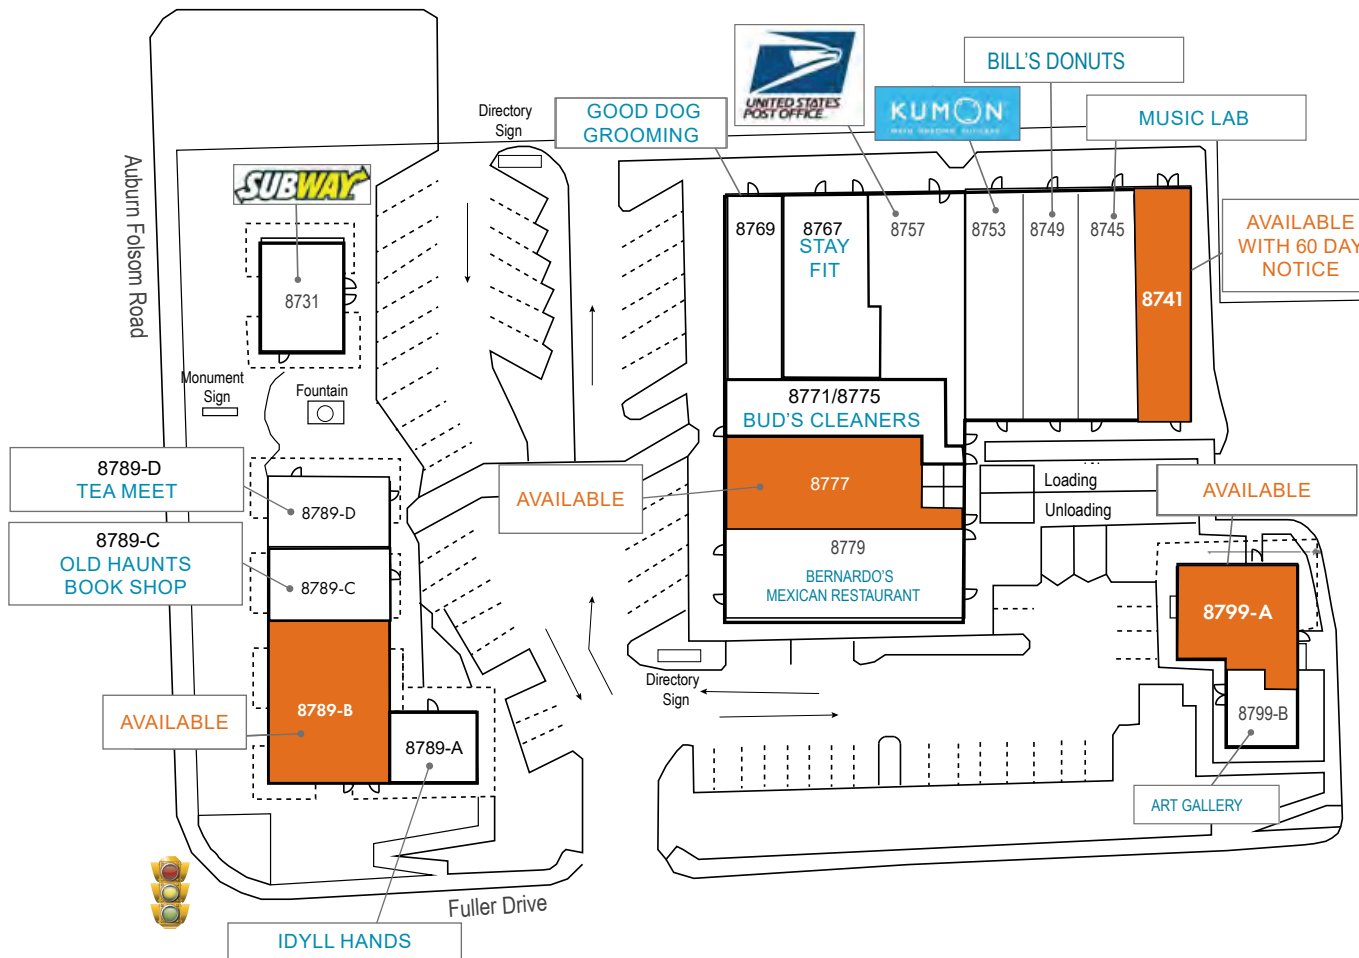 Directory
Sign
GOOD DOG
GROOMING
UNITED STATES
POST OFFICE
KUMON
BILL'S DONUTS
MUSIC LAB
Auburn Folsom Road
SUBWAY
8731
8769
8767
STAY
FIT
8757
8753
8749
8745
8741
AVAILABLE
WITH 60 DAY
NOTICE
Monument
Sign
Fountain
8771/8775
BUD'S CLEANERS
8789-D
TEA MEET
8789-C
OLD HAUNTS
BOOK SHOP
8789-D
8789-C
AVAILABLE
8777
Loading
Unloading
AVAILABLE
8779
BERNARDO'S
MEXICAN RESTAURANT
8799-A
8799-B
AVAILABLE
8789-B
8789-A
Directory
Sign
ART GALLERY
Fuller Drive
IDYLL HANDS